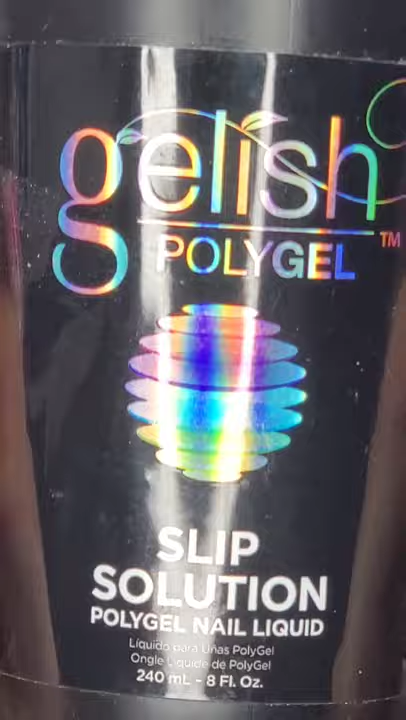 gelish
POLYGEL™
SLIP
SOLUTION
POLYGEL NAIL LIQUID
Líquido para Uñas PolyGel
Ongle Liquide de PolyGel
240 mL - 8 Fl. Oz.